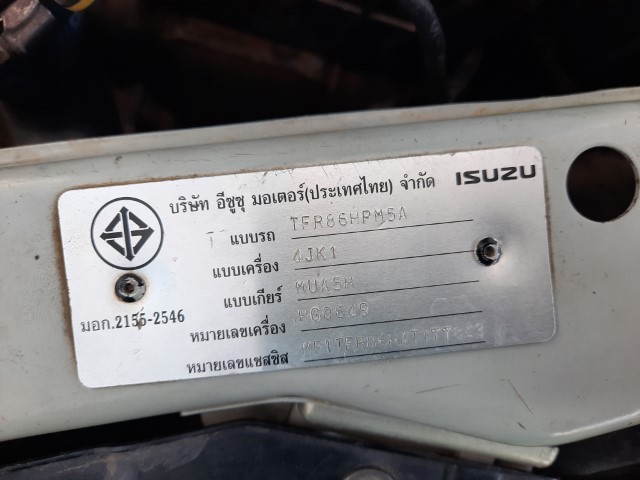 บริษัท อีซูซุ มอเตอร์(ประเทศไทย) จำกัด ISUZU
แบบรถ TFR86HPM5A
แบบเครื่อง 4JK1
แบบเกียร์ MUA5H
หมายเลขเครื่อง
หมายเลขแชสซิส
มอก.2155-2546